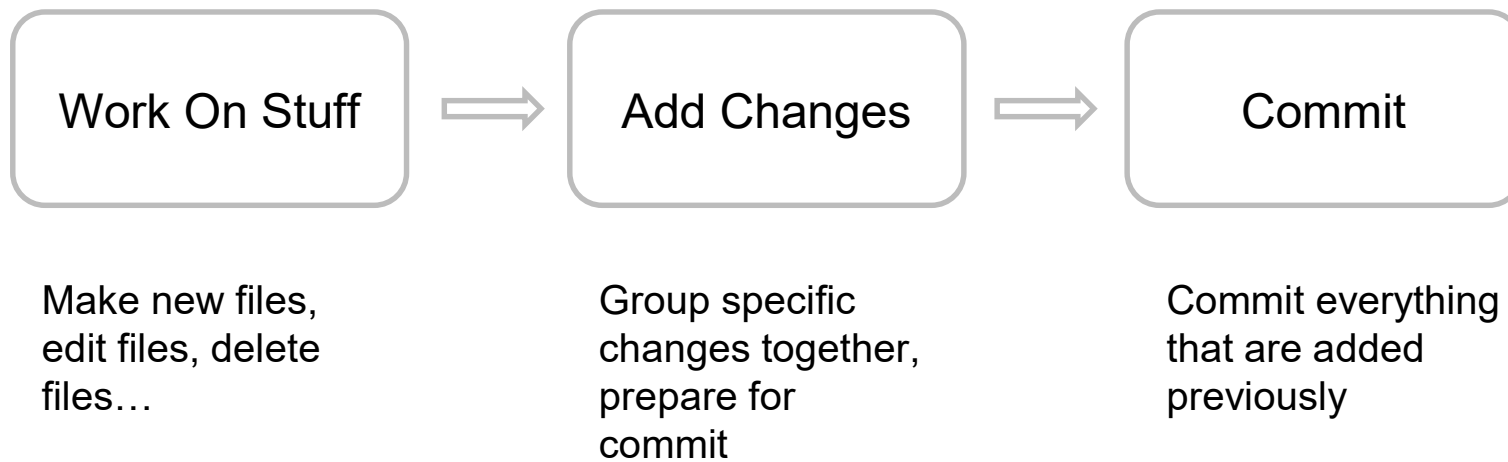 Work On Stuff
Add Changes
Commit
Make new files,
edit files, delete
files…
Group specific
changes together,
prepare for
commit
Commit everything
that are added
previously